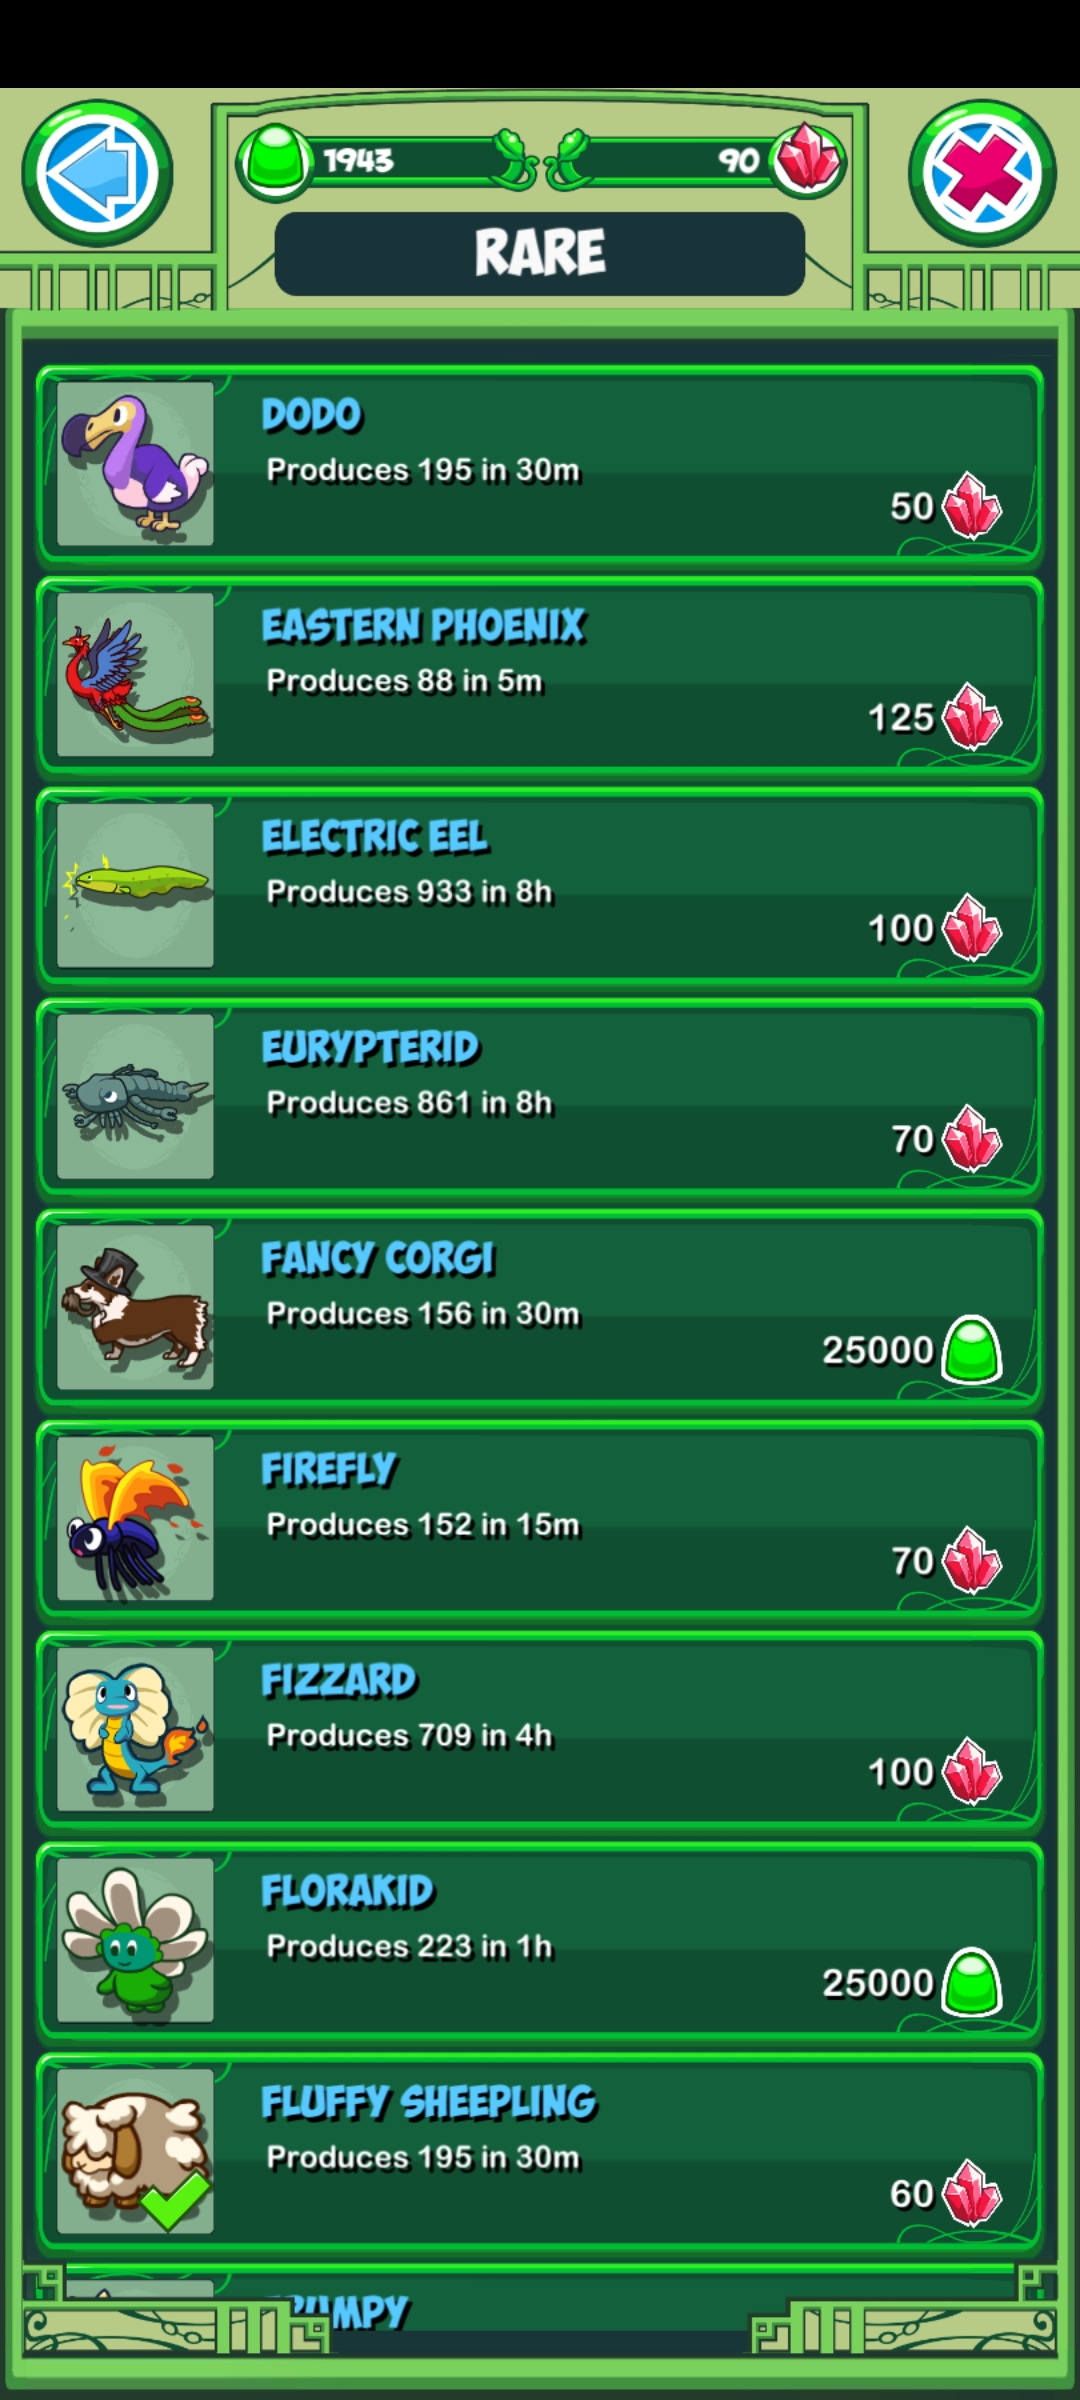 1943
90
RARE
DODO
Produces 195 in 30m
50
EASTERN PHOENIX
Produces 88 in 5m
125
ELECTRIC EEL
Produces 933 in 8h
100
EURYPTERID
Produces 861 in 8h
70
FANCY CORGI
Produces 156 in 30m
25000
FIREFLY
Produces 152 in 15m
70
FIZZARD
Produces 709 in 4h
100
FLORAKID
Produces 223 in 1h
25000
FLUFFY SHEEPLING
Produces 195 in 30m
60